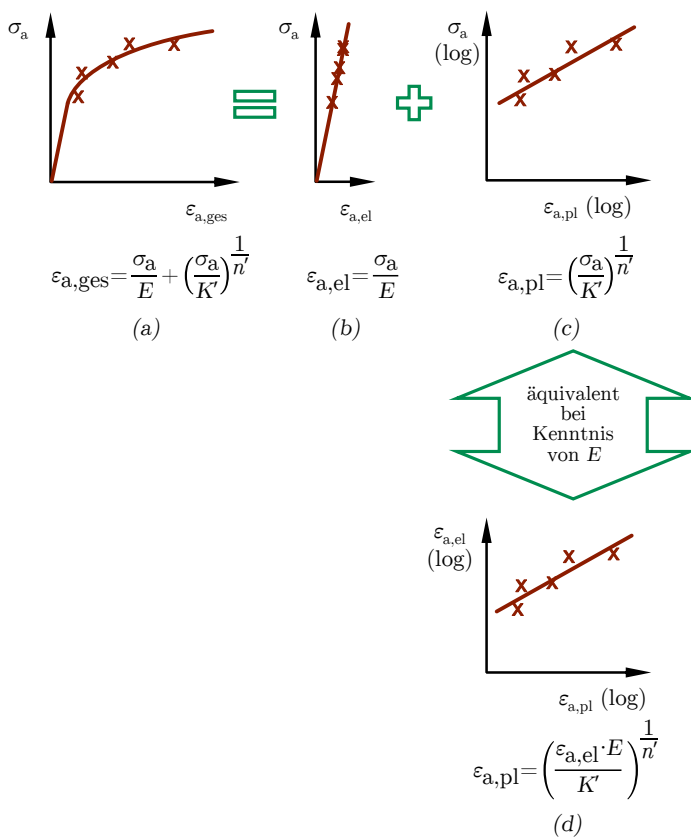 σa
εa,ges
εa,ges=σa/E+(σa/K′)^1/n′
(a)
σa
εa,el
εa,el=σa/E
(b)
σa
(log)
εa,pl (log)
εa,pl=(σa/K′)^1/n′
(c)
äquivalent
bei
Kenntnis
von E
εa,el
(log)
εa,pl (log)
εa,pl=(εa,el·E/K′)^1/n′
(d)